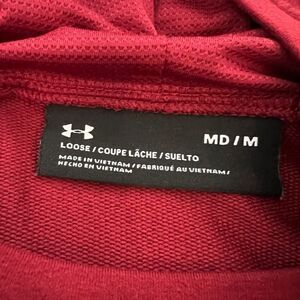 MD / M
LOOSE / COUPE LÂCHE / SUELTO
MADE IN VIETNAM / FABRIQUÉ AU VIETNAM /
HECHO EN VIETNAM